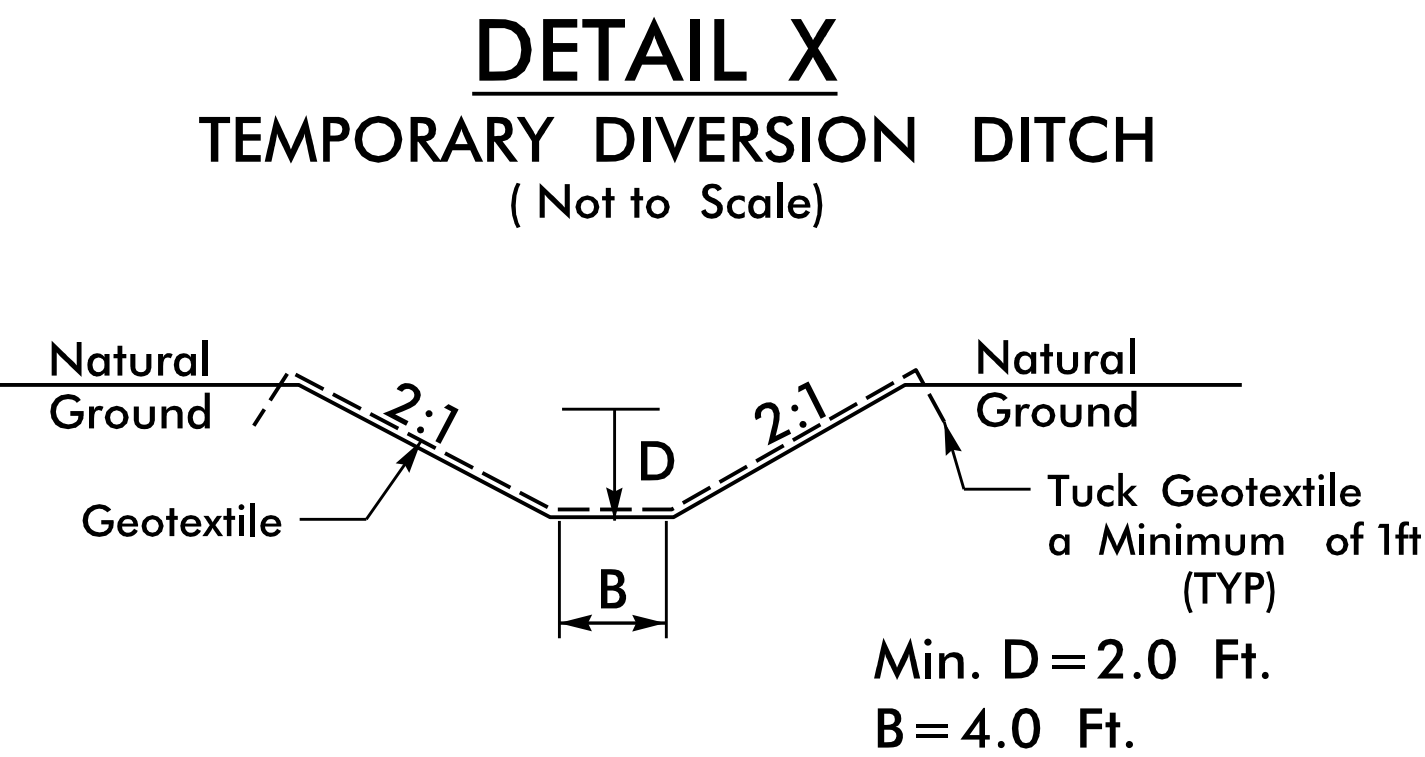 DETAIL X
TEMPORARY DIVERSION DITCH
( Not to Scale)
Natural
Ground
2:1
2:1
Natural
Ground
D
Geotextile
Tuck Geotextile
a Minimum of 1ft
(TYP)
B
Min. D=2.0 Ft.
B=4.0 Ft.